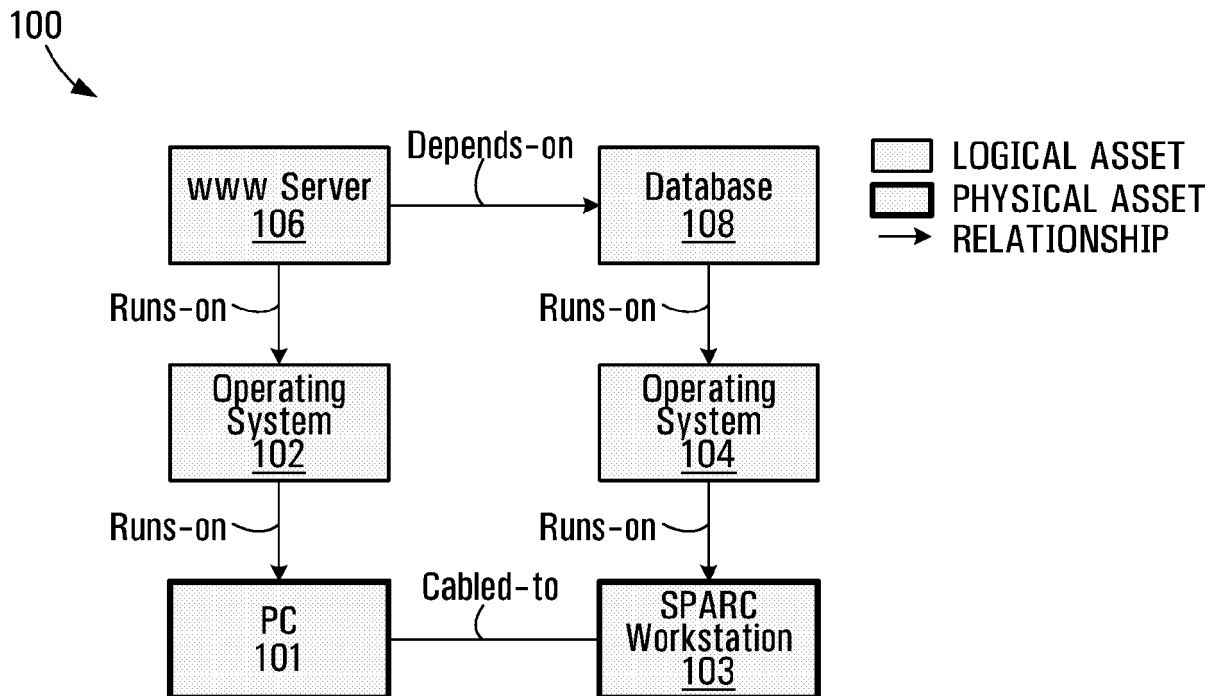 100
Depends-on
www Server
106
Database
108
LOGICAL ASSET
PHYSICAL ASSET
RELATIONSHIP
Runs-on
Runs-on
Operating
System
102
Operating
System
104
Runs-on
Runs-on
Cabled-to
PC
101
SPARC
Workstation
103